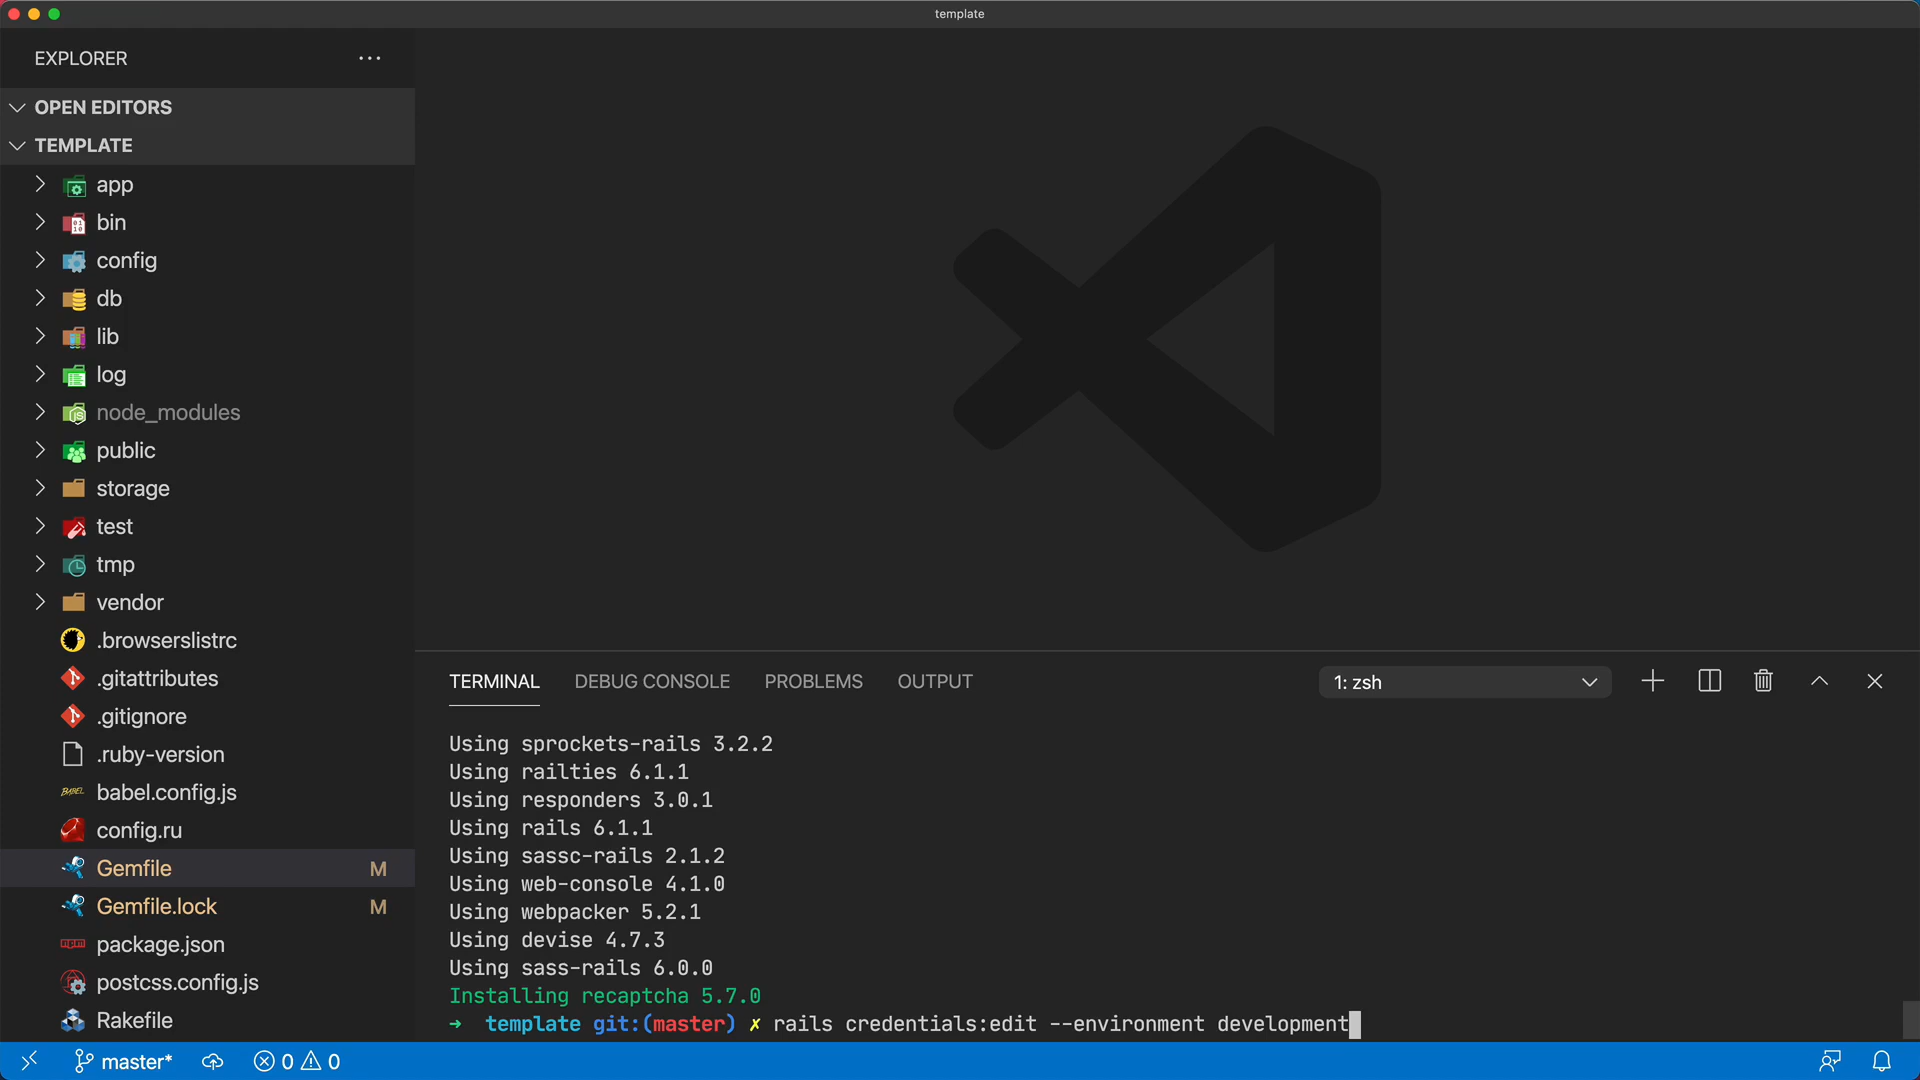 template
EXPLORER
OPEN EDITORS
TEMPLATE
app
bin
config
db
lib
log
node_modules
public
storage
test
tmp
vendor
.browserslistrc
.gitattributes
.gitignore
.ruby-version
babel.config.js
config.ru
Gemfile M
Gemfile.lock M
package.json
postcss.config.js
Rakefile
TERMINAL DEBUG CONSOLE PROBLEMS OUTPUT 1: zsh
Using sprockets-rails 3.2.2
Using railties 6.1.1
Using responders 3.0.1
Using rails 6.1.1
Using sassc-rails 2.1.2
Using web-console 4.1.0
Using webpacker 5.2.1
Using devise 4.7.3
Using sass-rails 6.0.0
Installing recaptcha 5.7.0
➜ template git:(master) ✗ rails credentials:edit --environment development
master* 0 0